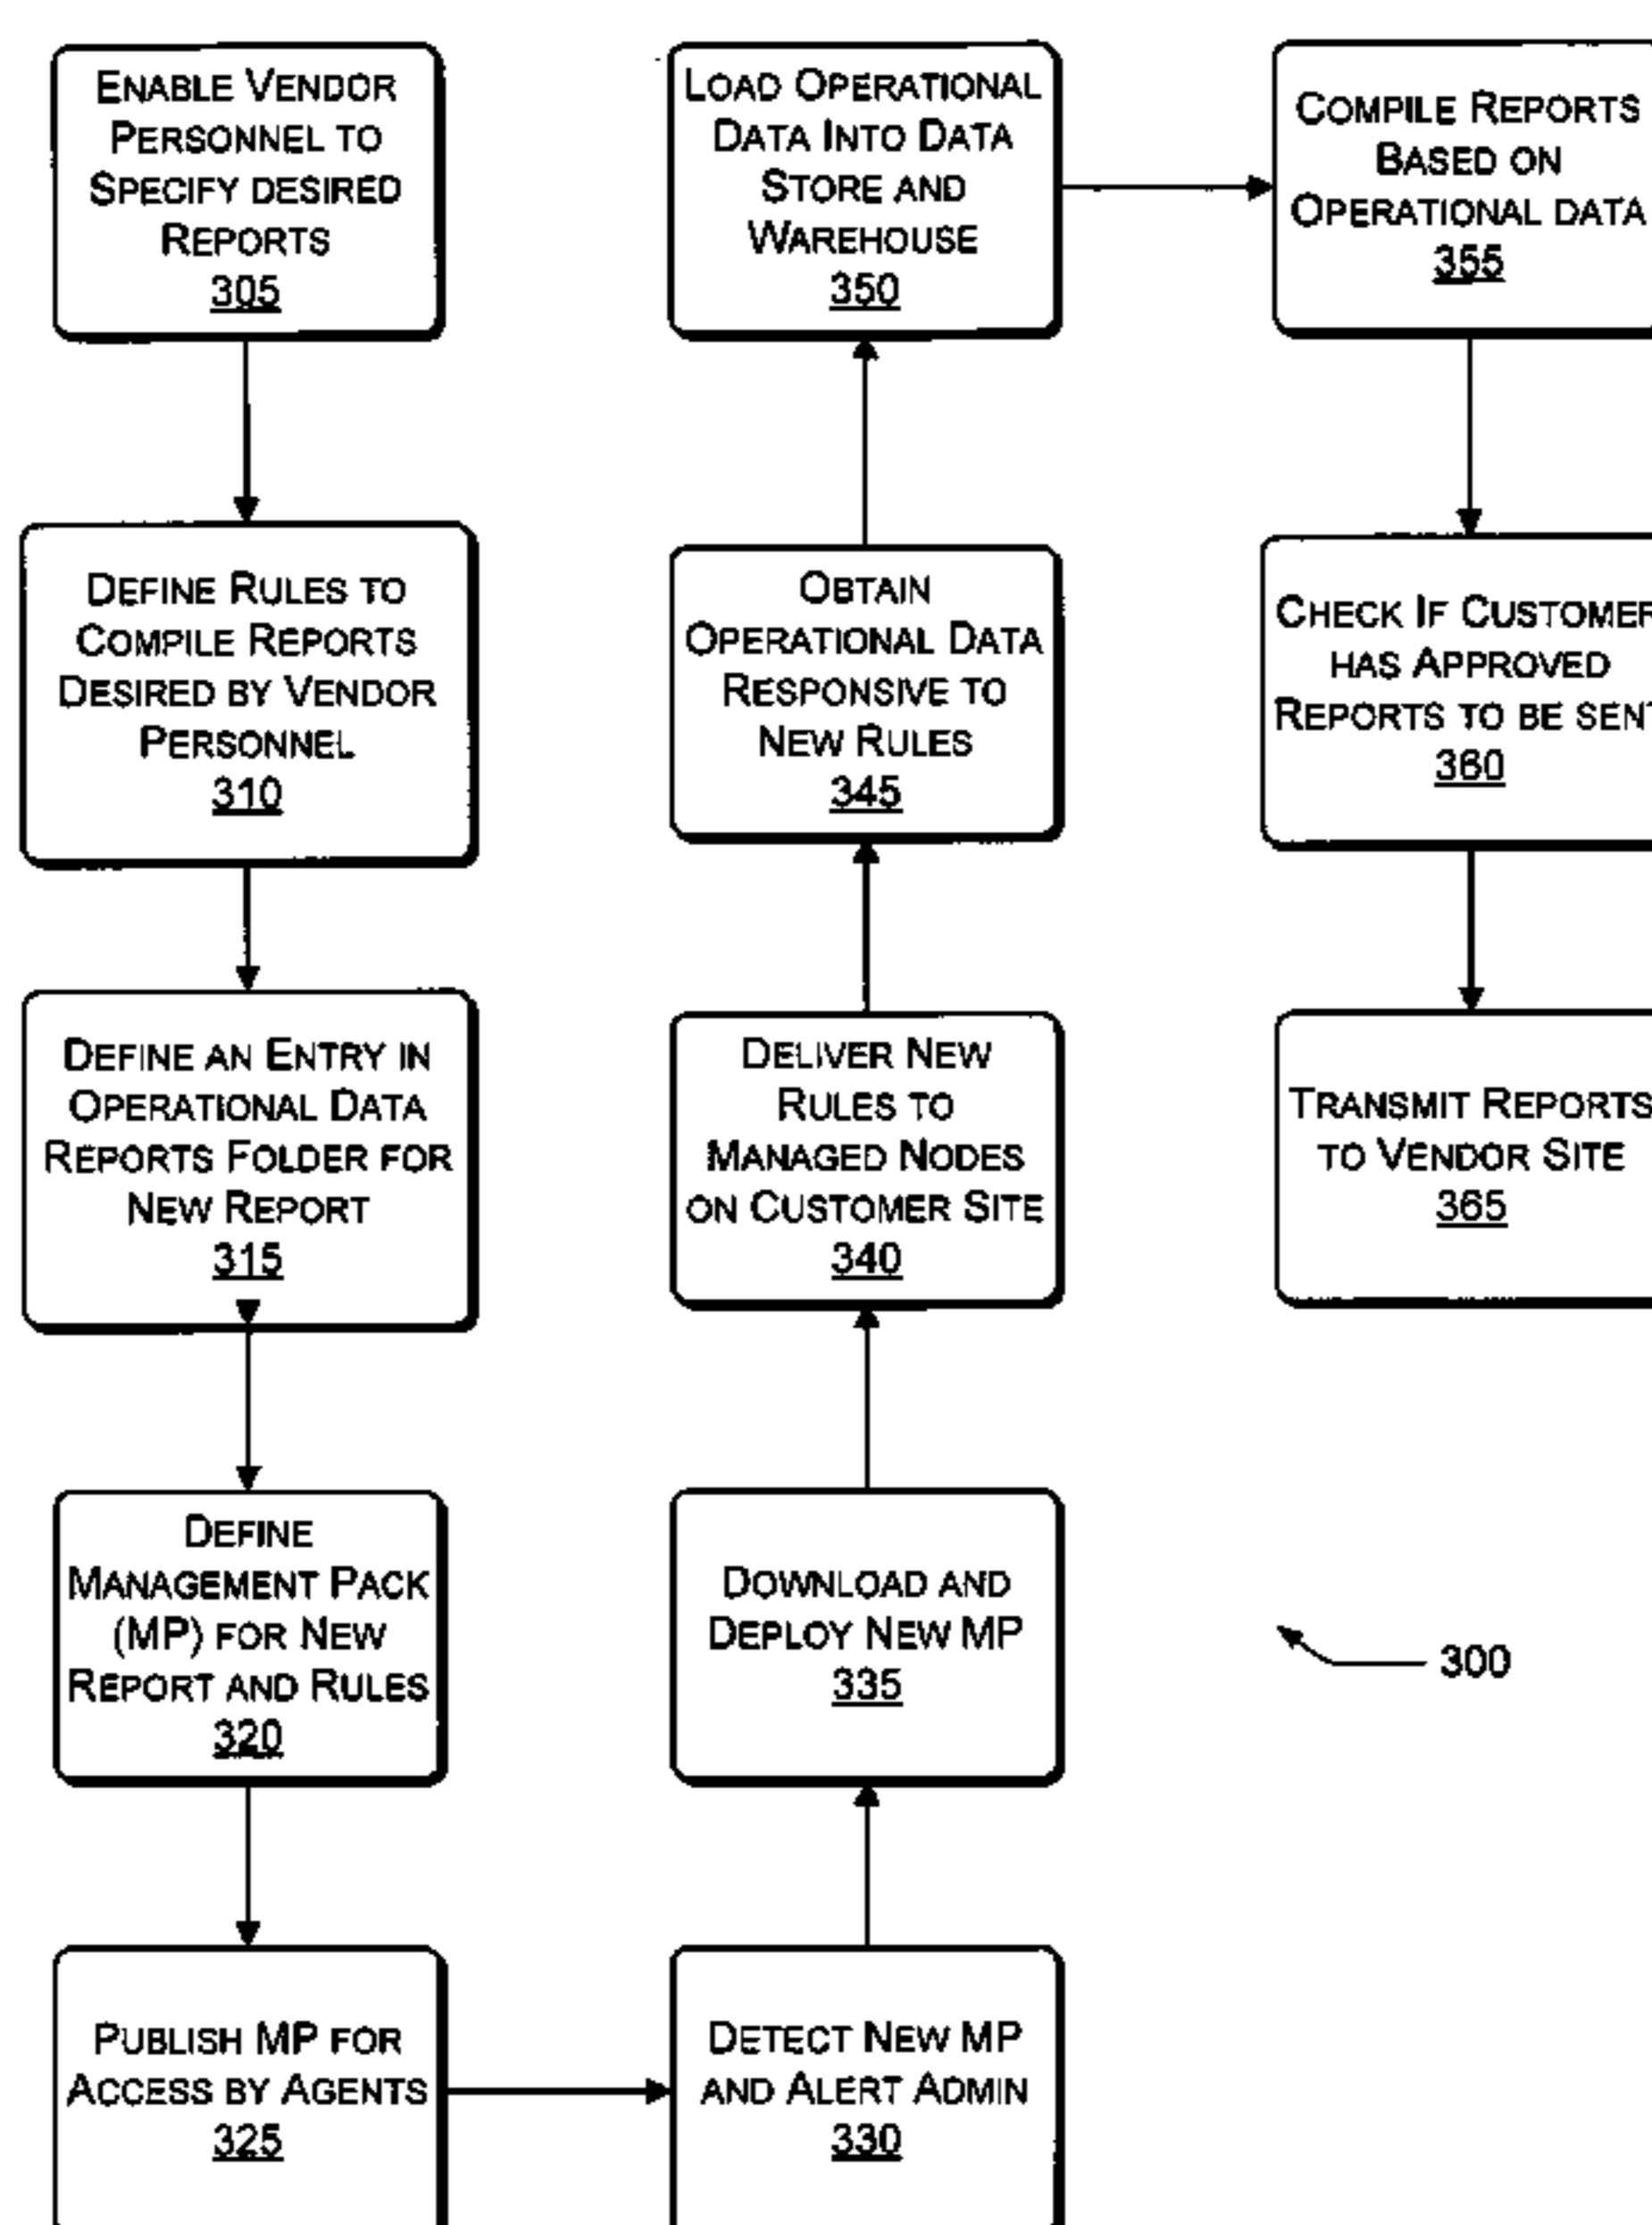 ENABLE VENDOR
PERSONNEL TO
SPECIFY DESIRED
REPORTS
305
DEFINE RULES TO
COMPILE REPORTS
DESIRED BY VENDOR
PERSONNEL
310
DEFINE AN ENTRY IN
OPERATIONAL DATA
REPORTS FOLDER FOR
NEW REPORT
315
DEFINE
MANAGEMENT PACK
(MP) FOR NEW
REPORT AND RULES
320
PUBLISH MP FOR
ACCESS BY AGENTS
325
DETECT NEW MP
AND ALERT ADMIN
330
DOWNLOAD AND
DEPLOY NEW MP
335
DELIVER NEW
RULES TO
MANAGED NODES
ON CUSTOMER SITE
340
OBTAIN
OPERATIONAL DATA
RESPONSIVE TO
NEW RULES
345
LOAD OPERATIONAL
DATA INTO DATA
STORE AND
WAREHOUSE
350
COMPILE REPORTS
BASED ON
OPERATIONAL DATA
355
CHECK IF CUSTOMER
HAS APPROVED
REPORTS TO BE SENT
360
TRANSMIT REPORTS
TO VENDOR SITE
365
300